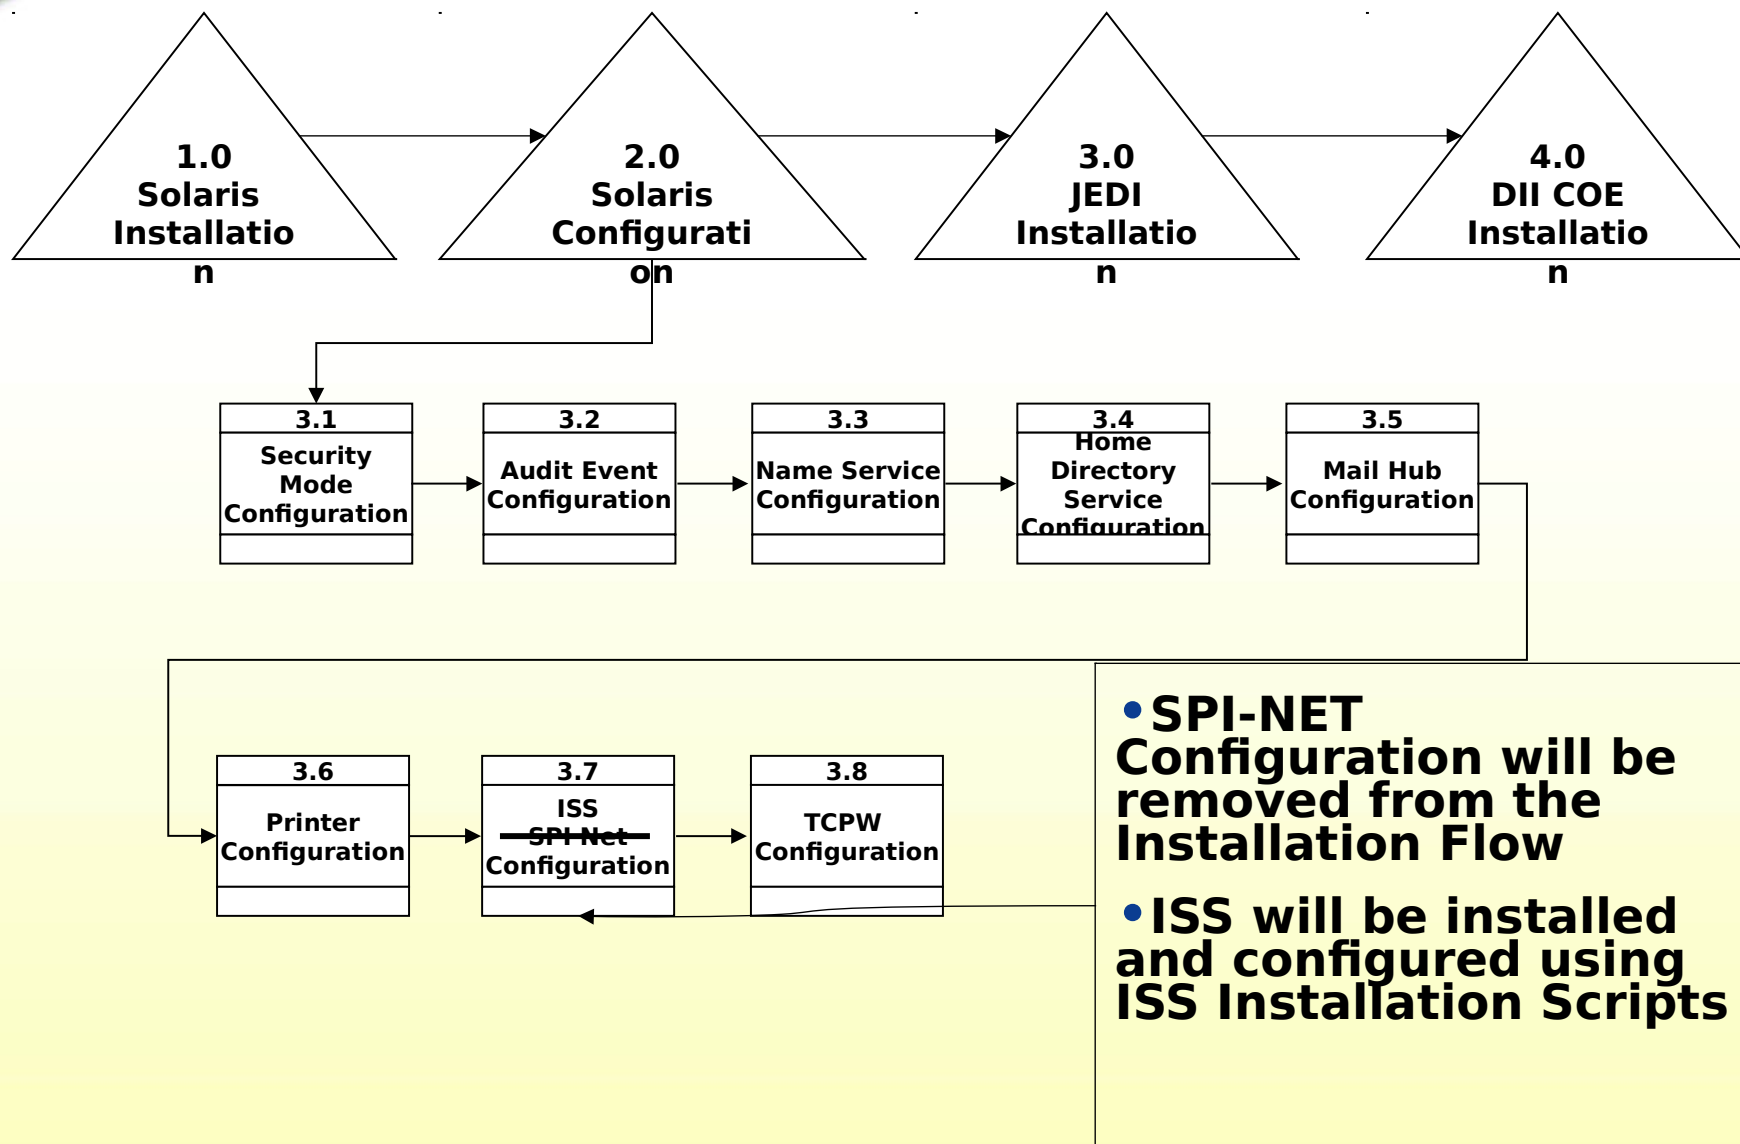 1.0
Solaris
Installatio
n
2.0
Solaris
Configurati
on
3.0
JEDI
Installatio
n
4.0
DII COE
Installatio
n
3.1
Security
Mode
Configuration
3.2
Audit Event
Configuration
3.3
Name Service
Configuration
3.4
Home
Directory
Service
Configuration
3.5
Mail Hub
Configuration
3.6
Printer
Configuration
3.7
ISS
SPI Net
Configuration
3.8
TCPW
Configuration
•SPI-NET
Configuration will be
removed from the
Installation Flow
•ISS will be installed
and configured using
ISS Installation Scripts